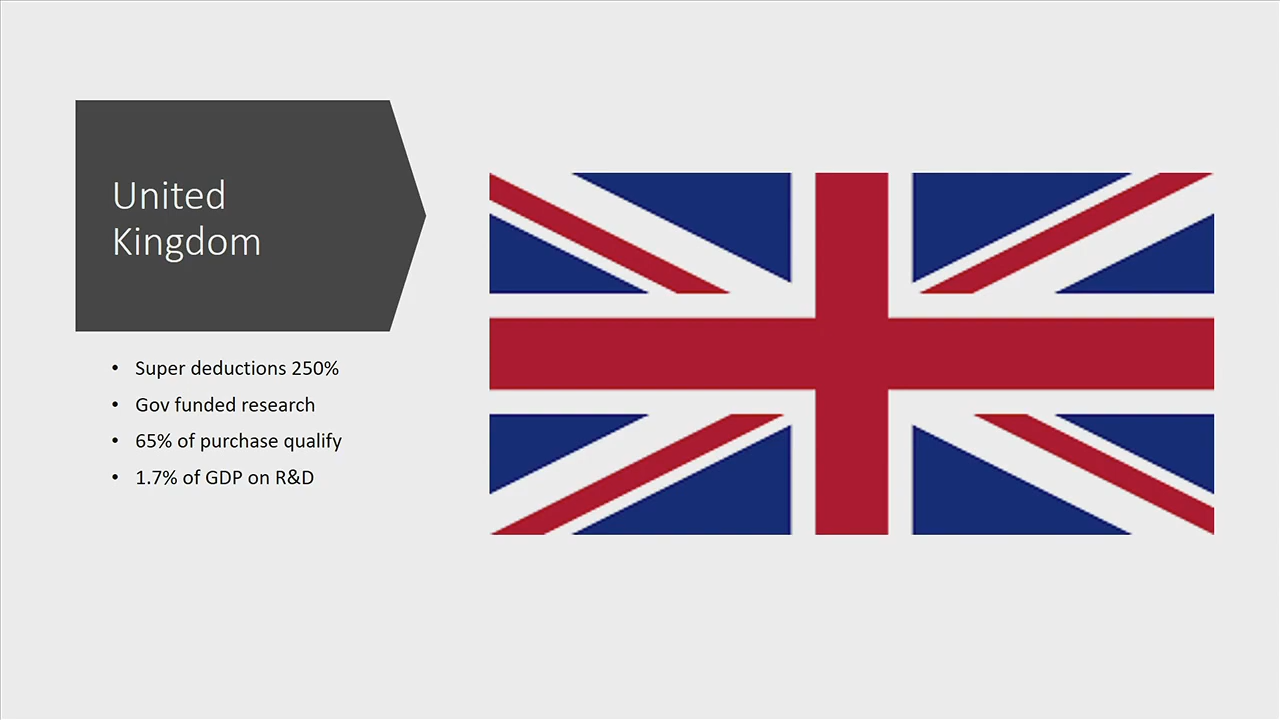 United
Kingdom
• Super deductions 250%
• Gov funded research
• 65% of purchase qualify
• 1.7% of GDP on R&D